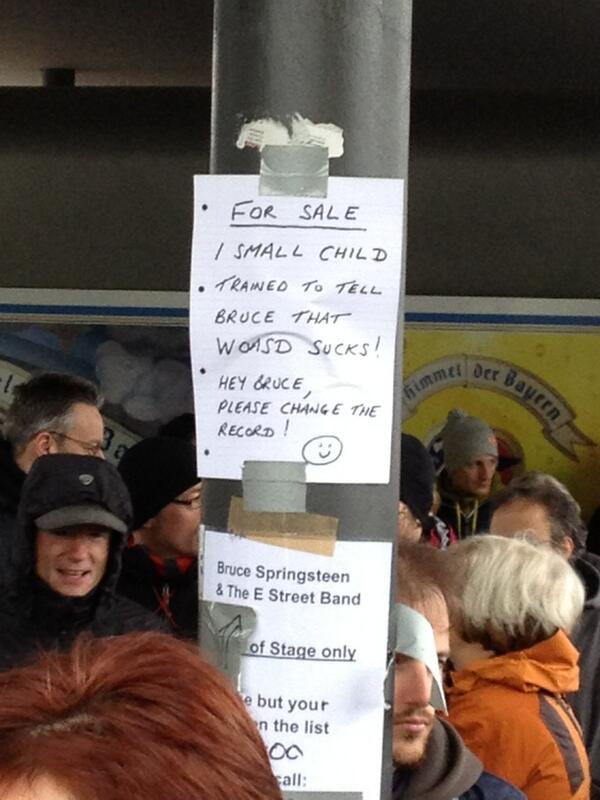 FOR SALE
1 SMALL CHILD
TRAINED TO TELL
BRUCE THAT
WOASD SUCKS!
HEY BRUCE,
PLEASE CHANGE THE
RECORD!
himmel der Bayern
Bruce Springsteen
& The E Street Band
of Stage only
but your
the list
call: